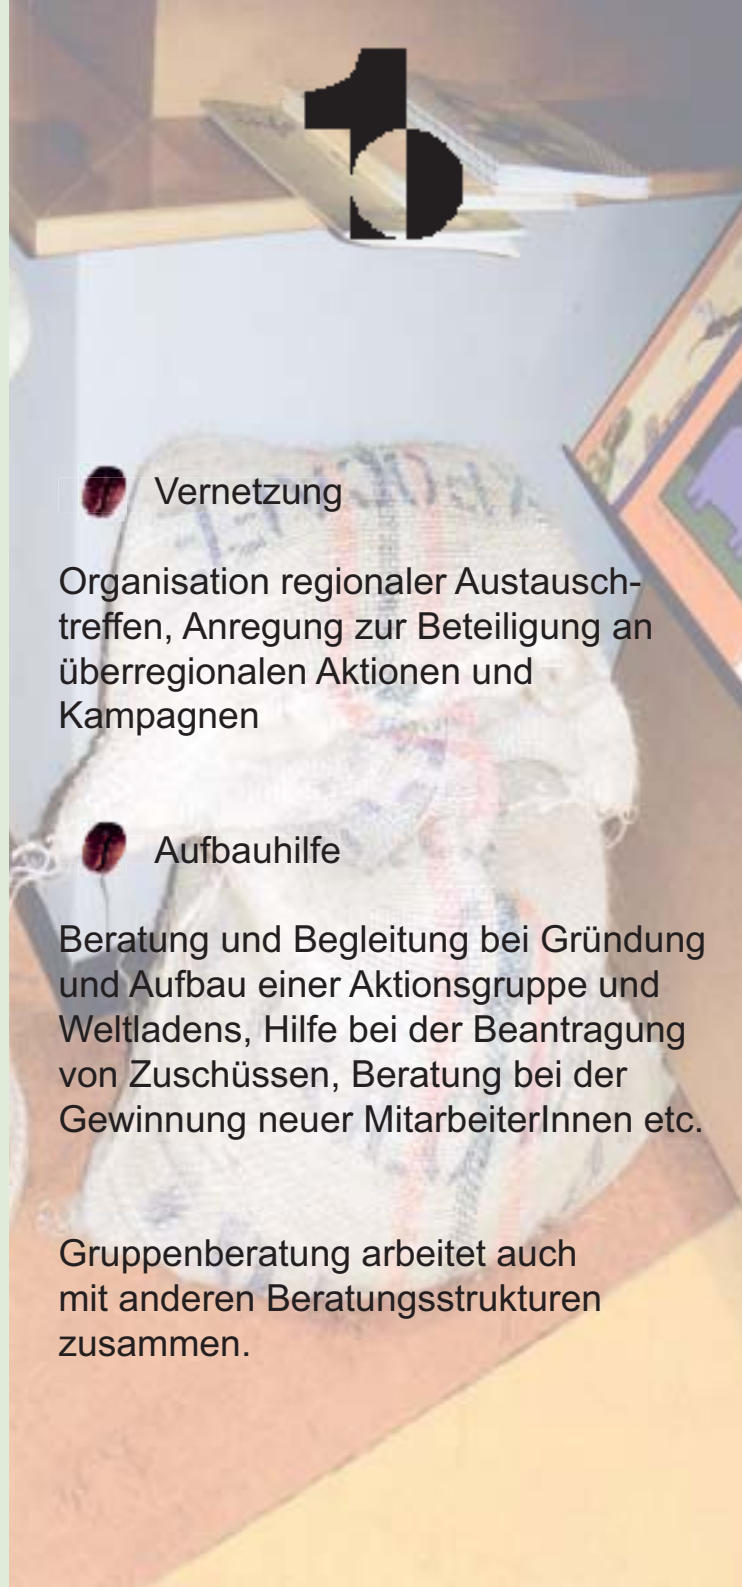 Vernetzung
Organisation regionaler Austausch-
treffen, Anregung zur Beteiligung an
überregionalen Aktionen und
Kampagnen
Aufbauhilfe
Beratung und Begleitung bei Gründung
und Aufbau einer Aktionsgruppe und
Weltladens, Hilfe bei der Beantragung
von Zuschüssen, Beratung bei der
Gewinnung neuer MitarbeiterInnen etc.
Gruppenberatung arbeitet auch
mit anderen Beratungsstrukturen
zusammen.